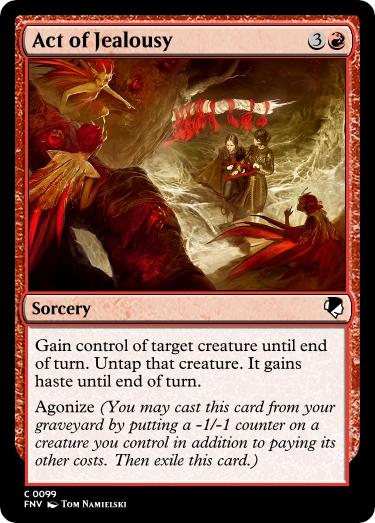 Act of Jealousy 3
Sorcery
Gain control of target creature until end
of turn. Untap that creature. It gains
haste until end of turn.
Agonize (You may cast this card from your
graveyard by putting a -1/-1 counter on a
creature you control in addition to paying its
other costs. Then exile this card.)
C 0099
FNV Tom Namielski